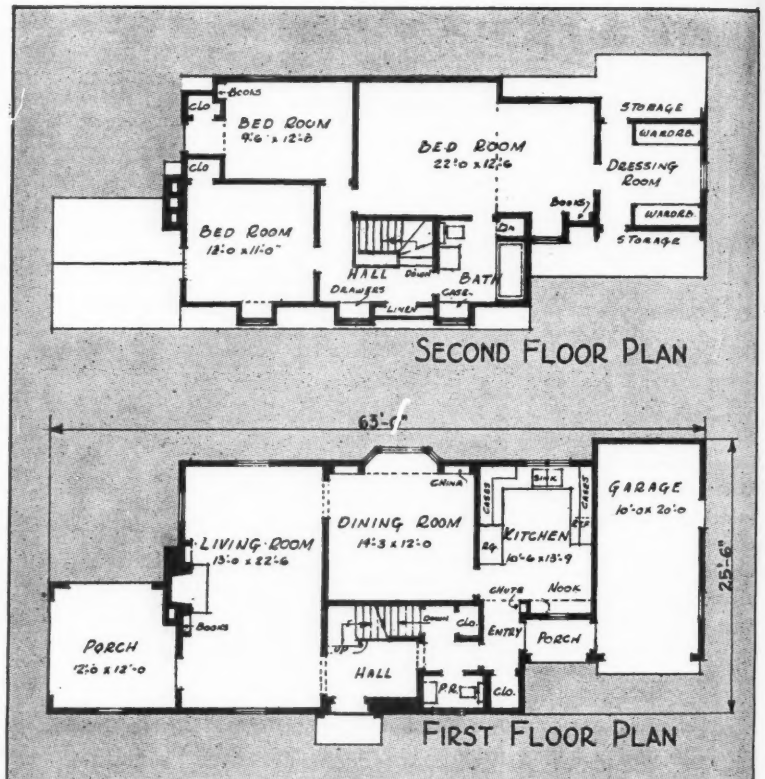 STORAGE
BOOKS
CLO
BED ROOM
9'-6" x 12'-8
WARDRB.
BED ROOM
22'-0 x 12'-6
DRESSING
ROOM
CLO
BOOKS
WARDRB.
BED ROOM
13'-0 x 11'-0"
STORAGE
HALL
DOWN
BATH
DRAWERS
CASE
LINEN
SECOND FLOOR PLAN
63'-6"
CHINA
CASES
SINK
CASES
GARAGE
10'-0 x 20'-0
DINING ROOM
14'-3 x 12'-0
LIVING ROOM
13'-0 x 22'-6
RG.
KITCHEN
10'-6 x 13'-9
REF
25'-6"
CHUTE
NOOK
BOOKS
UP
DOWN
CLO.
ENTRY
PORCH
PORCH
12'-0 x 12'-0
HALL
P.R.
CLO.
FIRST FLOOR PLAN